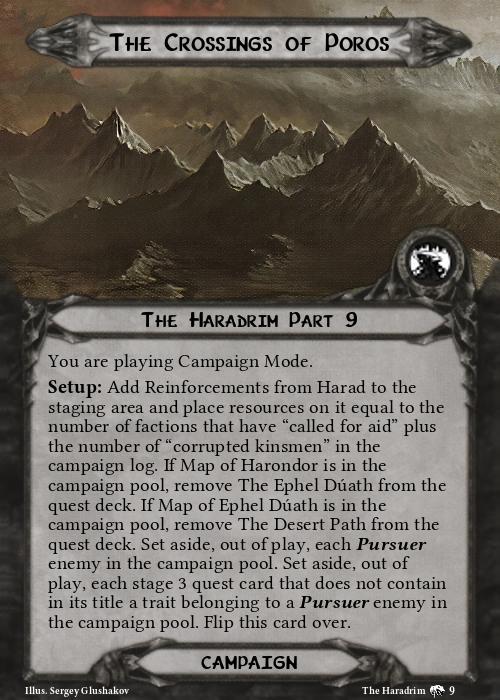 The Crossings of Poros
The Haradrim Part 9
You are playing Campaign Mode.
Setup: Add Reinforcements from Harad to the
staging area and place resources on it equal to the
number of factions that have “called for aid” plus
the number of “corrupted kinsmen” in the
campaign log. If Map of Harondor is in the
campaign pool, remove The Ephel Dúath from the
quest deck. If Map of Ephel Dúath is in the
campaign pool, remove The Desert Path from the
quest deck. Set aside, out of play, each Pursuer
enemy in the campaign pool. Set aside, out of
play, each stage 3 quest card that does not contain
in its title a trait belonging to a Pursuer enemy in
the campaign pool. Flip this card over.
CAMPAIGN
Illus. Sergey Glushakov
The Haradrim 9